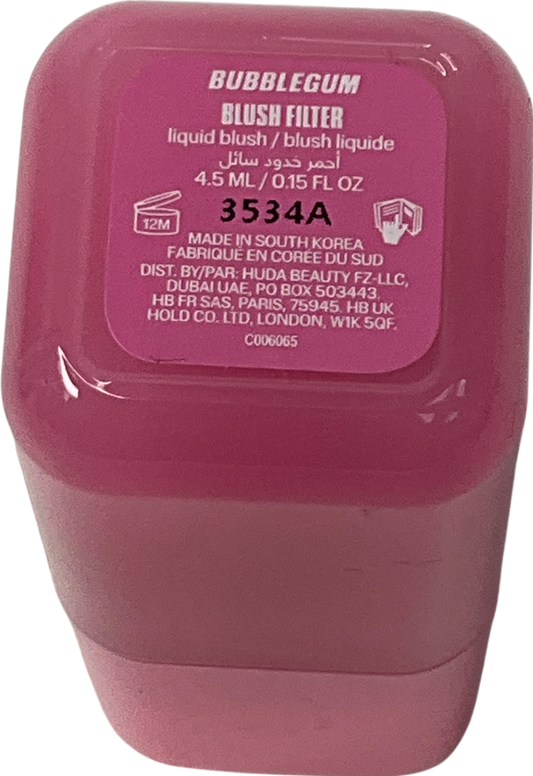 BUBBLEGUM
BLUSH FILTER
liquid blush / blush liquide
أحمر خدود سائل
4.5 ML / 0.15 FL OZ
3534A
12M
MADE IN SOUTH KOREA
FABRIQUÉ EN CORÉE DU SUD
DIST. BY/PAR: HUDA BEAUTY FZ-LLC,
DUBAI UAE, PO BOX 503443,
HB FR SAS, PARIS, 75945. HB UK
HOLD CO. LTD, LONDON, W1K 5QF.
C006065